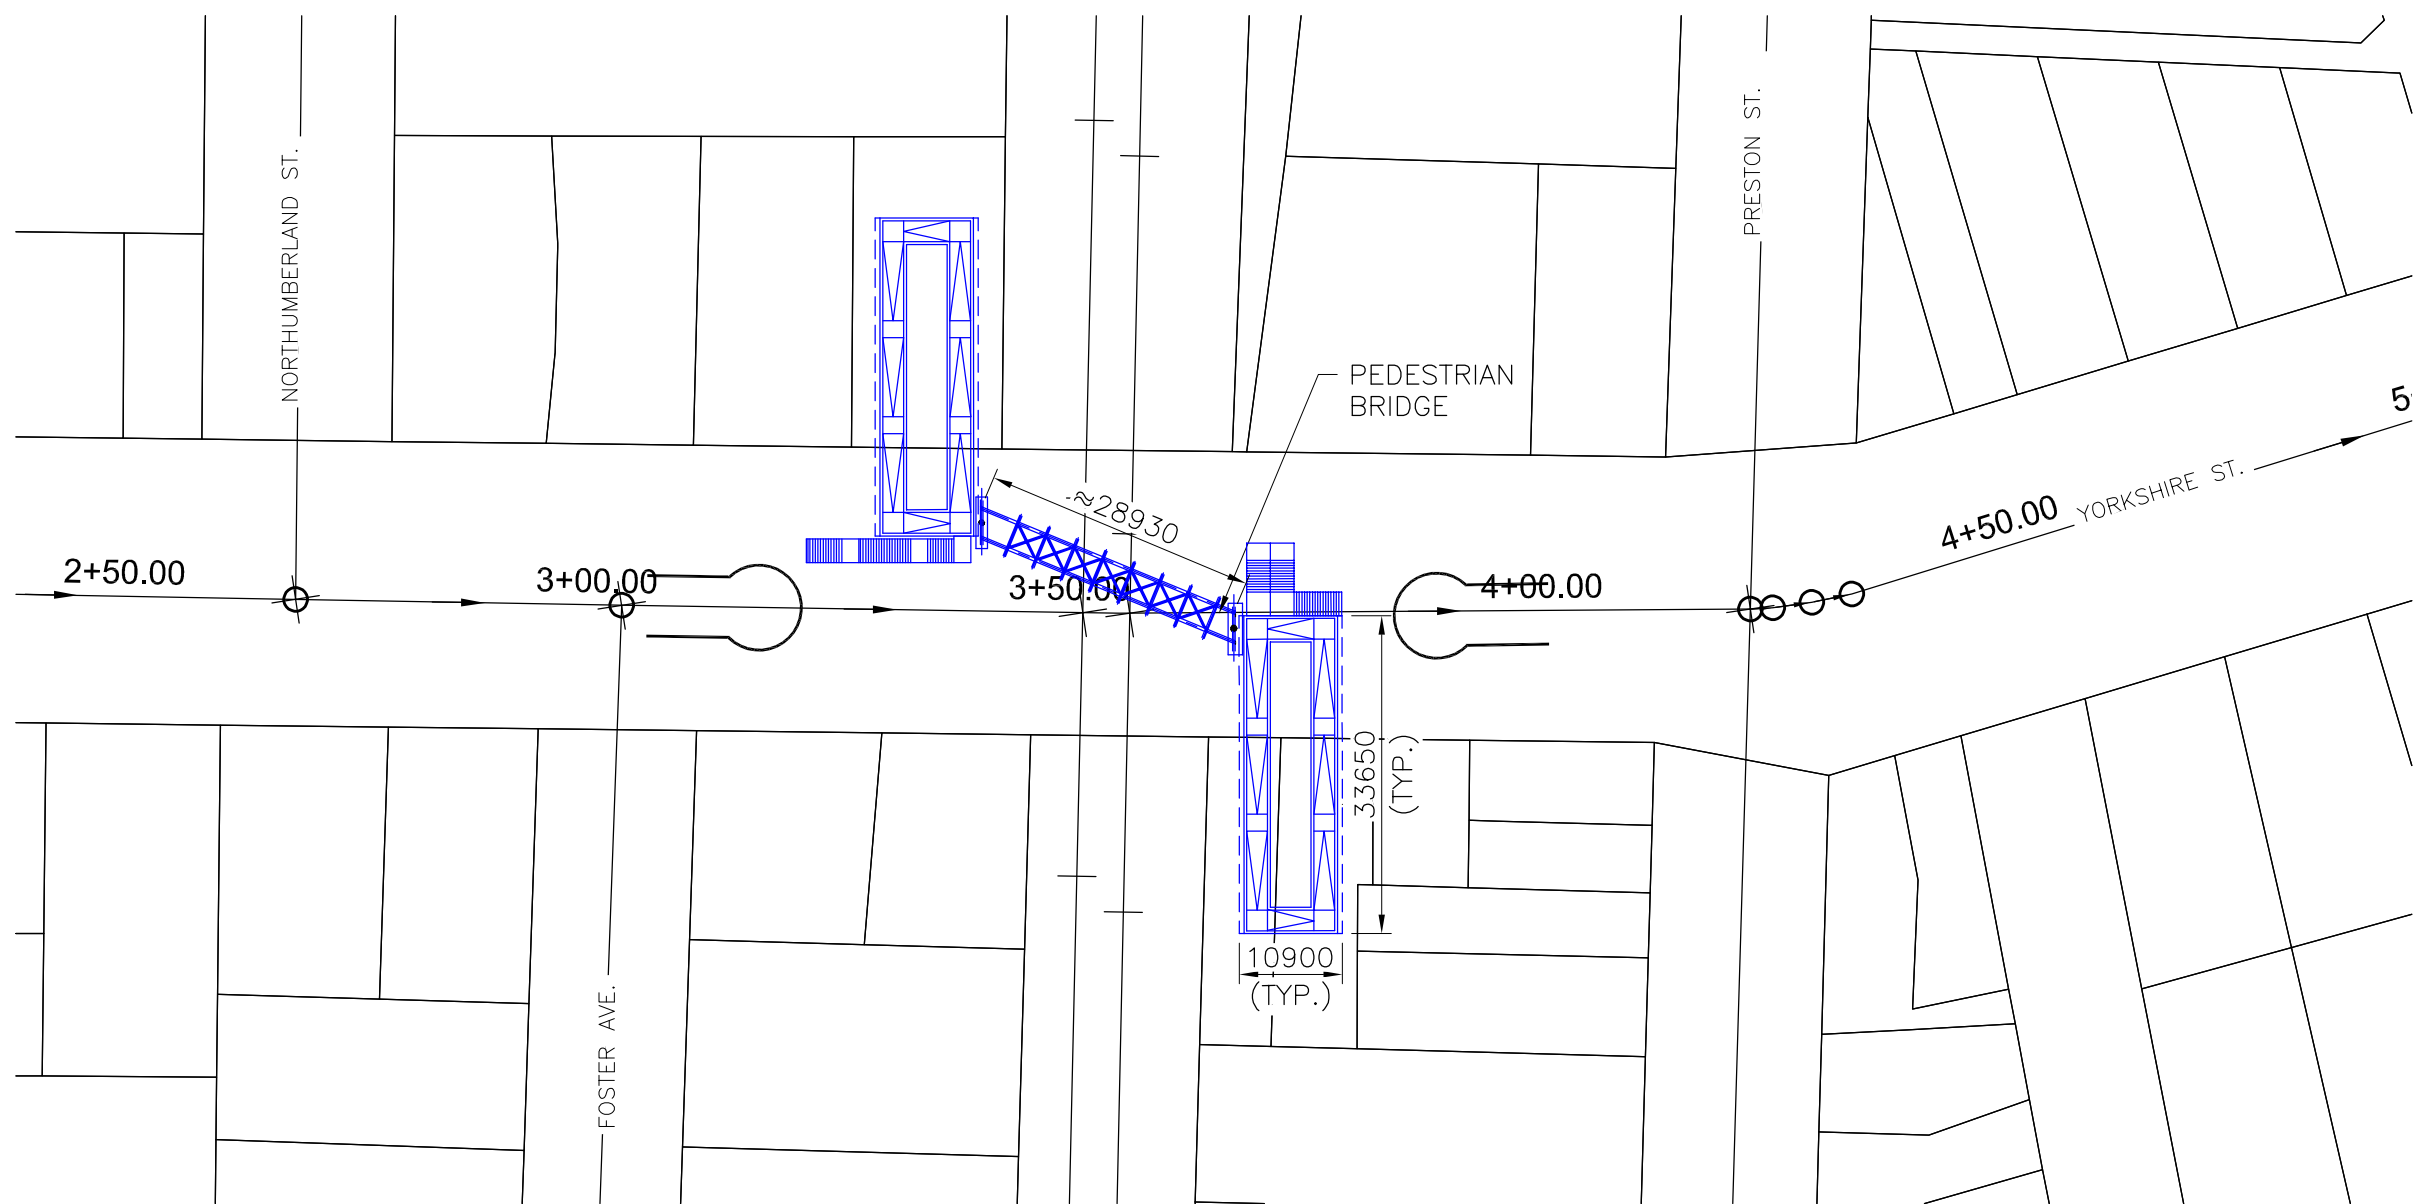 NORTHUMBERLAND ST.
PRESTON ST.
PEDESTRIAN
BRIDGE
≈28930
2+50.00
3+00.00
3+50.00
4+00.00
4+50.00
YORKSHIRE ST.
33650
(TYP.)
10900
(TYP.)
FOSTER AVE.